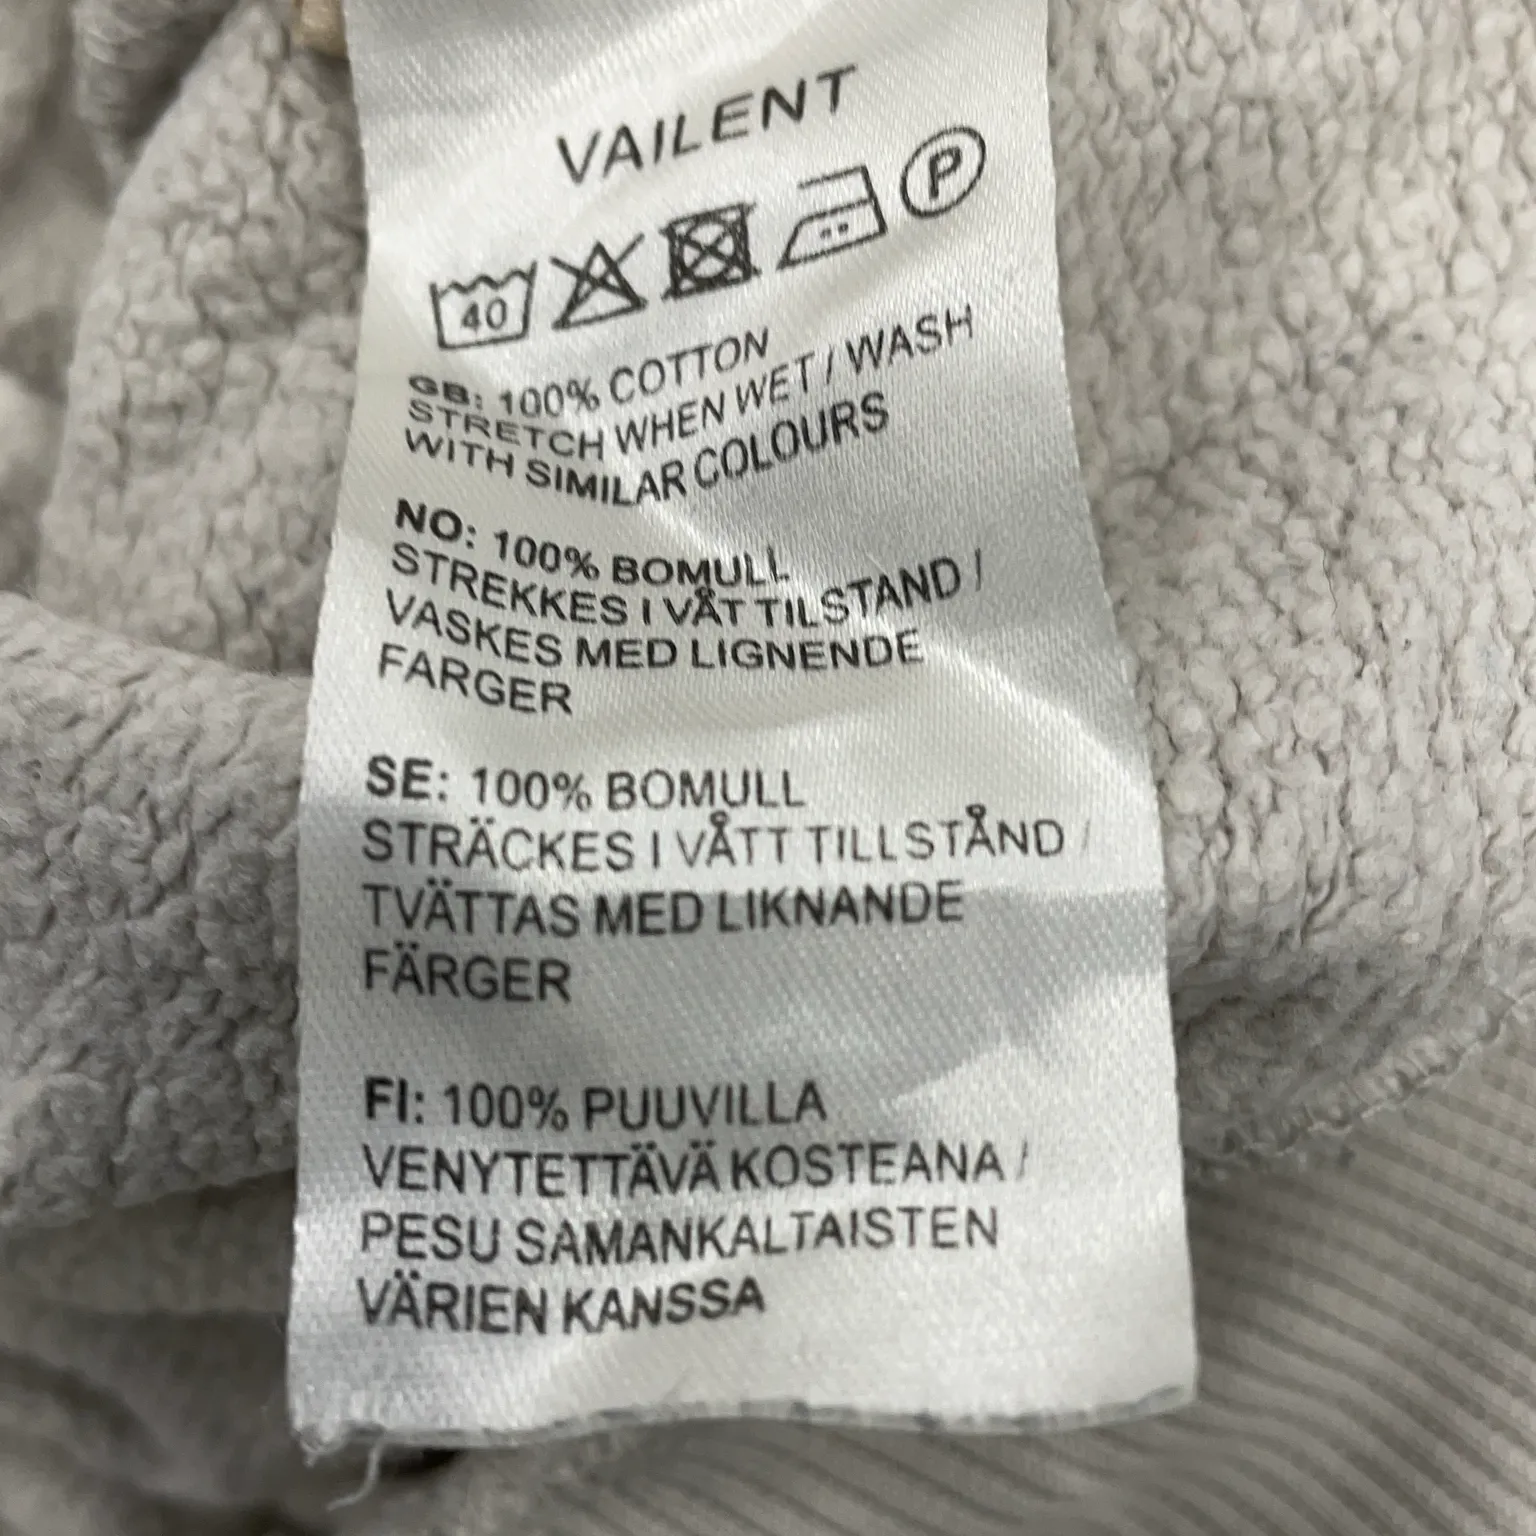 VAILENT
40 P
GB: 100% COTTON
STRETCH WHEN WET / WASH
WITH SIMILAR COLOURS
NO: 100% BOMULL
STREKKES I VÅT TILSTAND /
VASKES MED LIGNENDE
FARGER
SE: 100% BOMULL
STRÄCKES I VÅTT TILLSTÅND /
TVÄTTAS MED LIKNANDE
FÄRGER
FI: 100% PUUVILLA
VENYTETTÄVÄ KOSTEANA /
PESU SAMANKALTAISTEN
VÄRIEN KANSSA